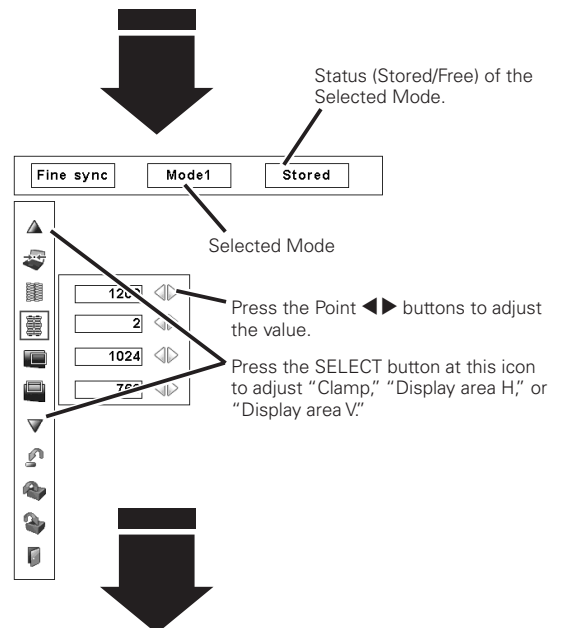 Status (Stored/Free) of the
Selected Mode.
Fine sync Mode1 Stored
Selected Mode
Press the Point ◀▶ buttons to adjust
the value.
2
1024
Press the SELECT button at this icon
to adjust “Clamp,” “Display area H,” or
“Display area V.”